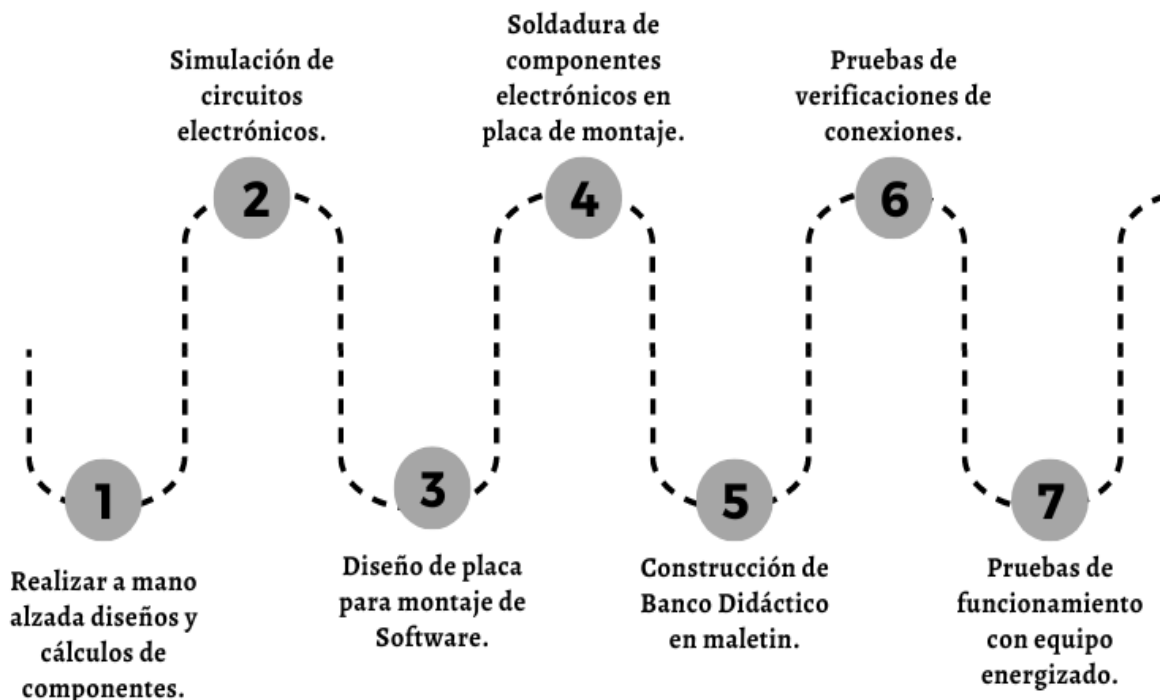 1
Realizar a mano
alzada diseños y
cálculos de
componentes.
Simulación de
circuitos
electrónicos.
2
3
Diseño de placa
para montaje de
Software.
Soldadura de
componentes
electrónicos en
placa de montaje.
4
5
Construcción de
Banco Didáctico
en maletin.
Pruebas de
verificaciones de
conexiones.
6
7
Pruebas de
funcionamiento
con equipo
energizado.